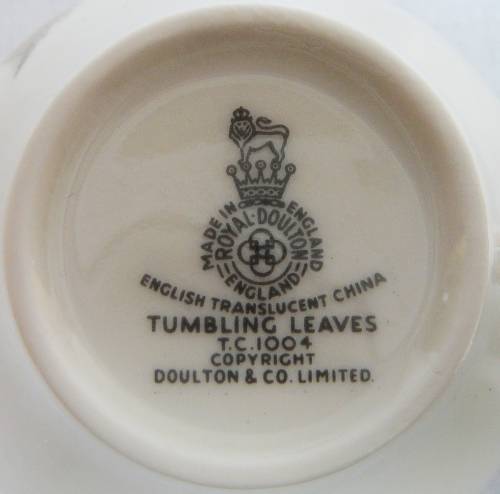 MADE IN ENGLAND
ROYAL·DOULTON
ENGLAND
ENGLISH TRANSLUCENT CHINA
TUMBLING LEAVES
T.C.1004
COPYRIGHT
DOULTON & CO. LIMITED.